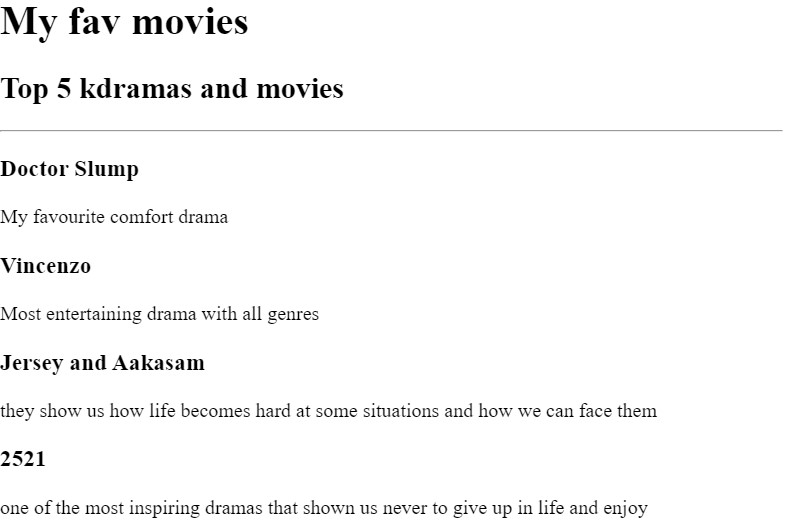 My fav movies
Top 5 kdramas and movies
Doctor Slump
My favourite comfort drama
Vincenzo
Most entertaining drama with all genres
Jersey and Aakasam
they show us how life becomes hard at some situations and how we can face them
2521
one of the most inspiring dramas that shown us never to give up in life and enjoy